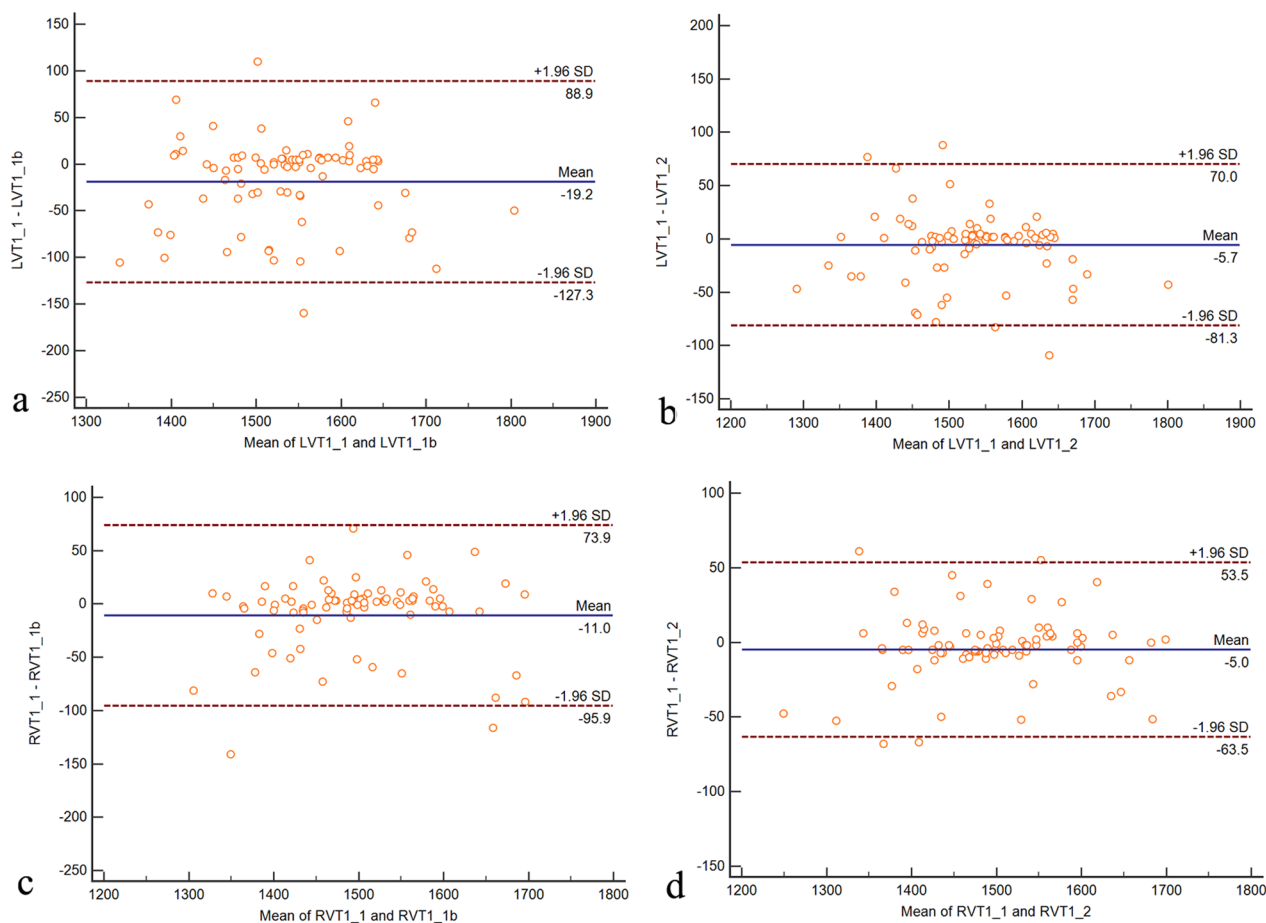 150
100
50
0
-50
-100
-150
-200
-250
LVT1_1 - LVT1_1b
+1.96 SD
88.9
Mean
-19.2
-1.96 SD
-127.3
a
1300 1400 1500 1600 1700 1800 1900
Mean of LVT1_1 and LVT1_1b
200
150
100
50
0
-50
-100
-150
LVT1_1 - LVT1_2
+1.96 SD
70.0
Mean
-5.7
-1.96 SD
-81.3
b
1200 1300 1400 1500 1600 1700 1800 1900
Mean of LVT1_1 and LVT1_2
100
50
0
-50
-100
-150
-200
-250
RVT1_1 - RVT1_1b
+1.96 SD
73.9
Mean
-11.0
-1.96 SD
-95.9
c
1200 1300 1400 1500 1600 1700 1800
Mean of RVT1_1 and RVT1_1b
100
50
0
-50
-100
-150
RVT1_1 - RVT1_2
+1.96 SD
53.5
Mean
-5.0
-1.96 SD
-63.5
d
1200 1300 1400 1500 1600 1700 1800
Mean of RVT1_1 and RVT1_2